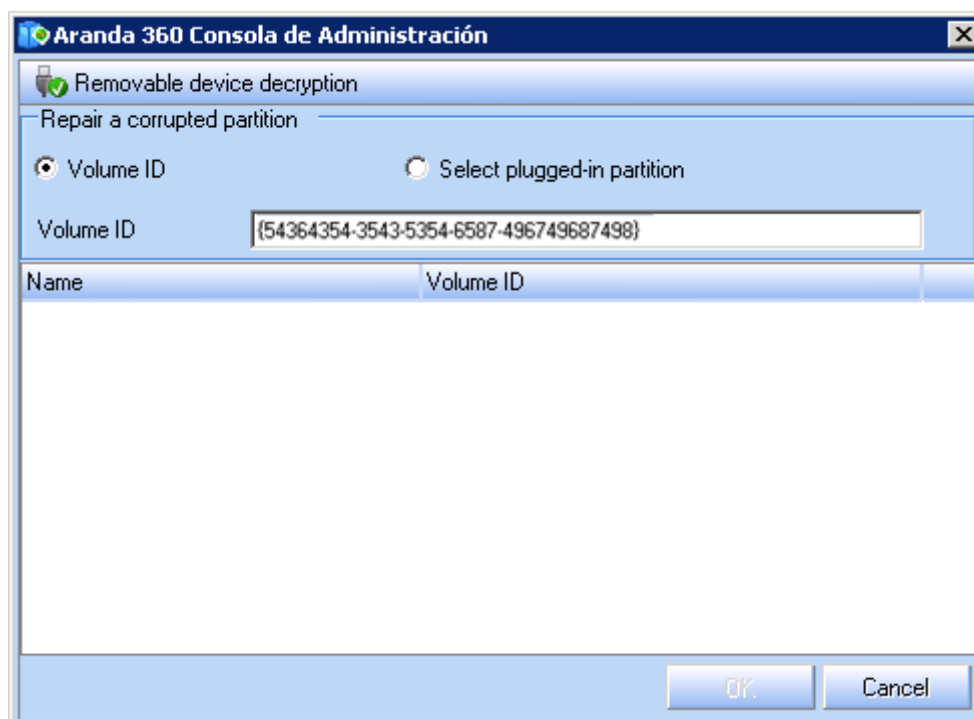 Aranda 360 Consola de Administración
Removable device decryption
Repair a corrupted partition
Volume ID Select plugged-in partition
Volume ID {54364354-3543-5354-6587-496749687498}
Name Volume ID
OK Cancel